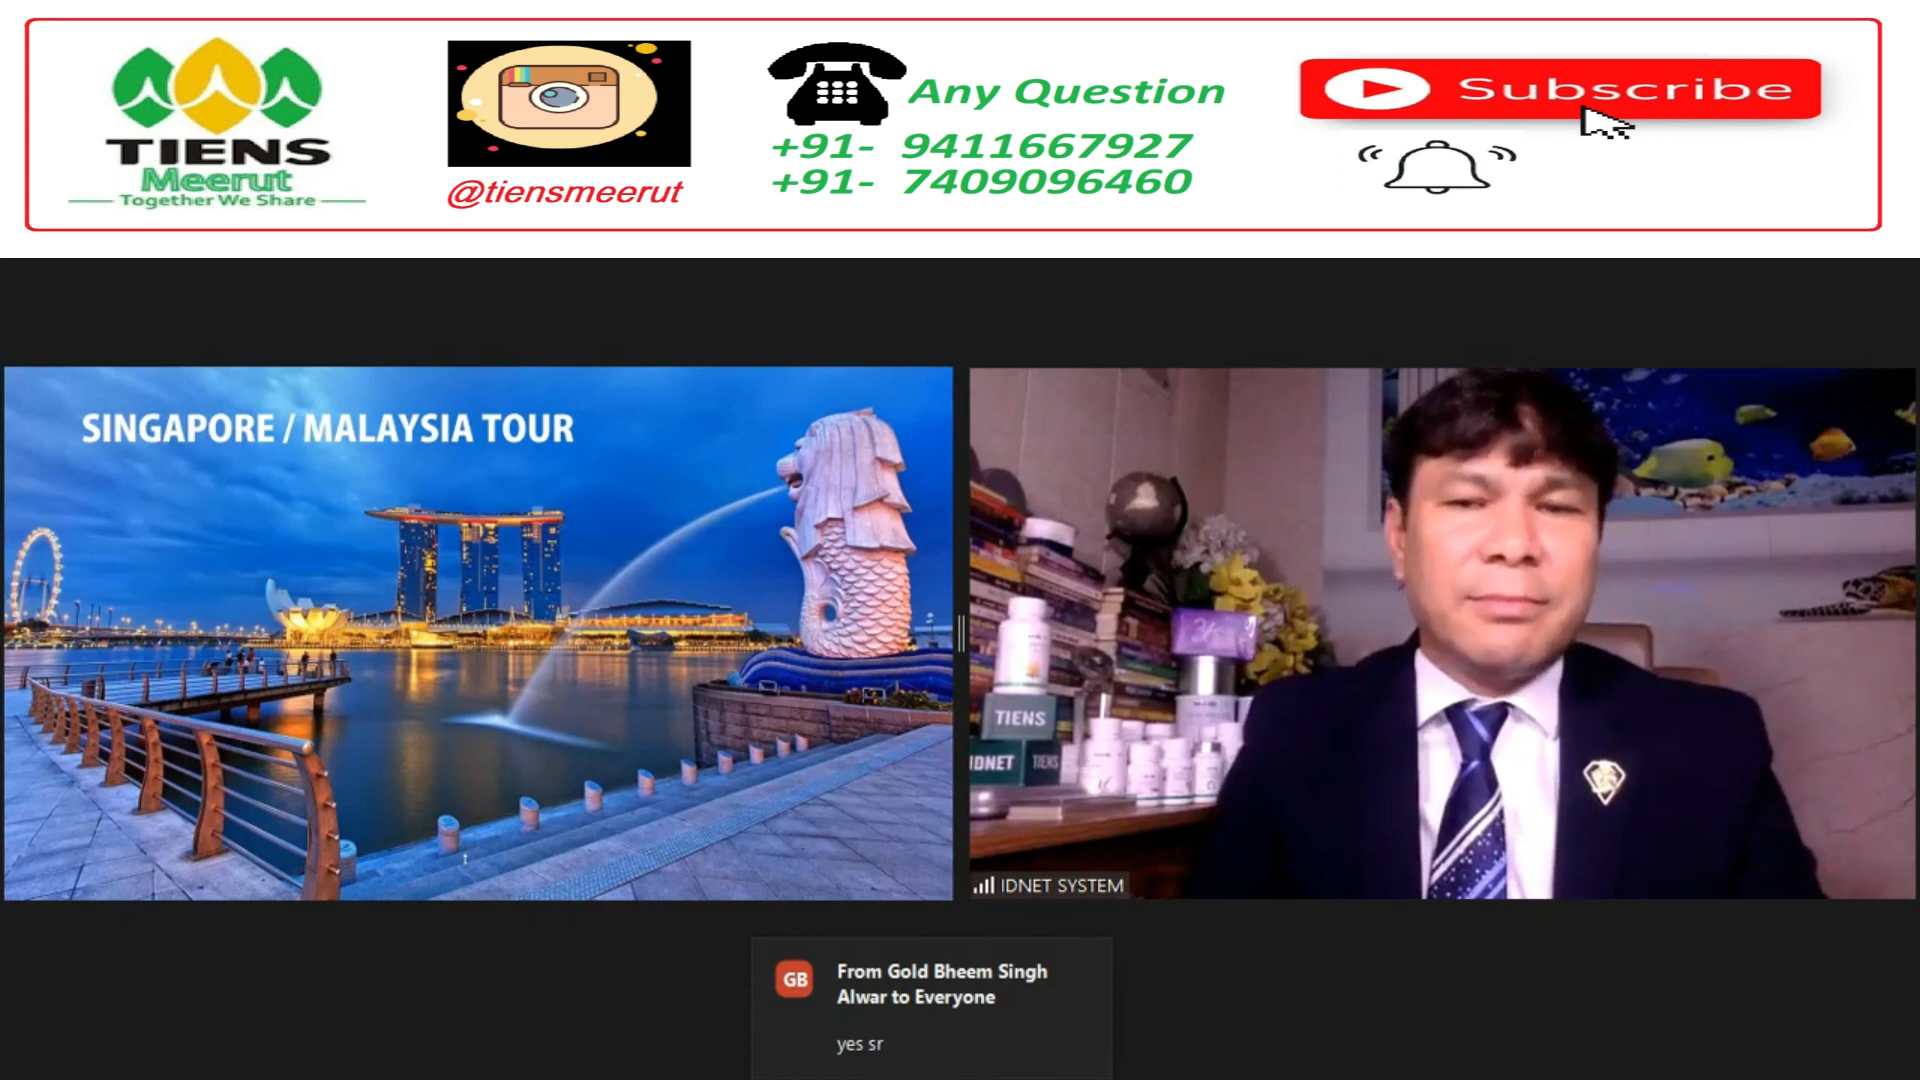 TIENS
Meerut
Together We Share
@tiensmeerut
Any Question
+91- 9411667927
+91- 7409096460
Subscribe
SINGAPORE / MALAYSIA TOUR
TIENS
IDNET
TIENS
IDNET SYSTEM
GB
From Gold Bheem Singh
Alwar to Everyone
yes sr